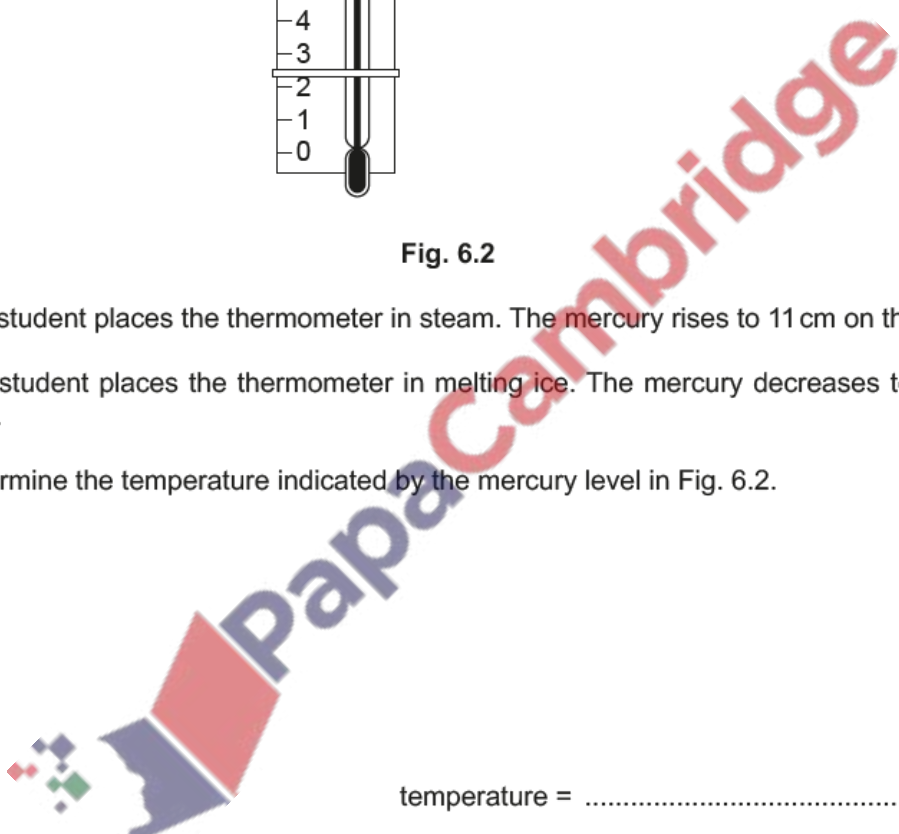 4
3
2
1
0
Fig. 6.2
student places the thermometer in steam. The mercury rises to 11 cm on th
student places the thermometer in melting ice. The mercury decreases t
rmine the temperature indicated by the mercury level in Fig. 6.2.
PapaCambridge
temperature = ........................................